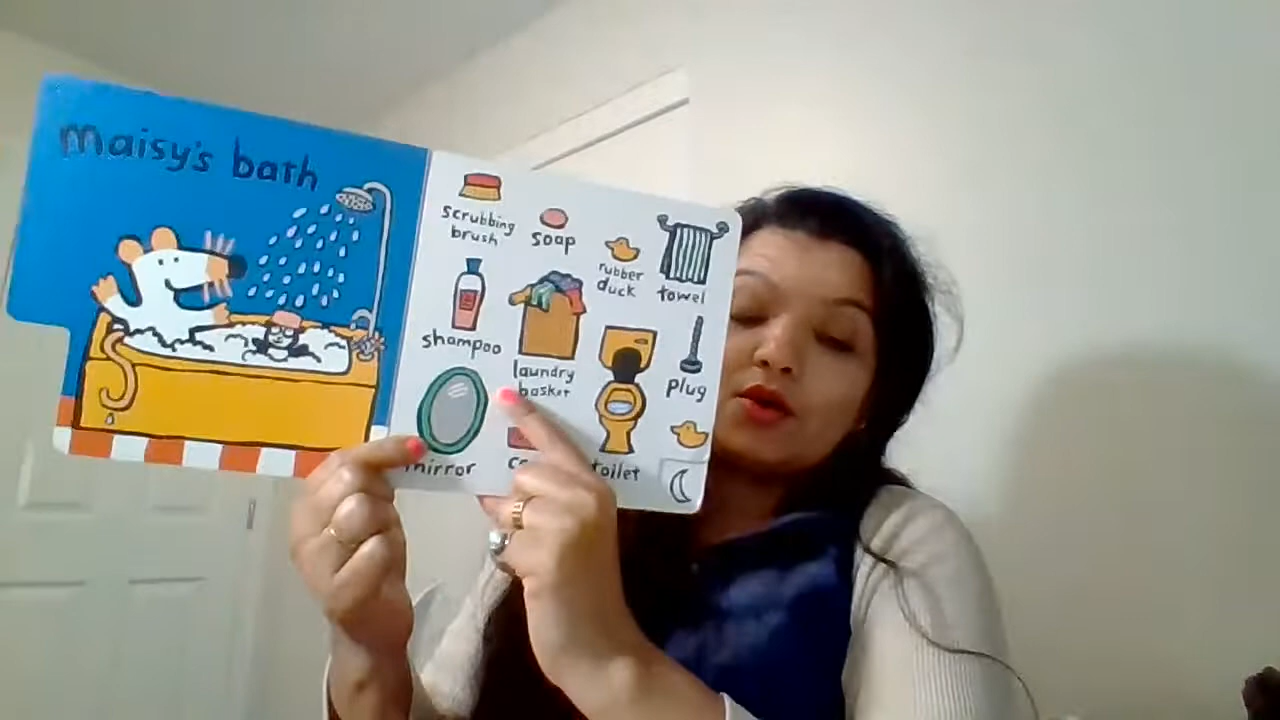 maisy's bath
scrubbing
brush
soap
rubber
duck
towel
shampoo
laundry
basket
plug
mirror
toilet